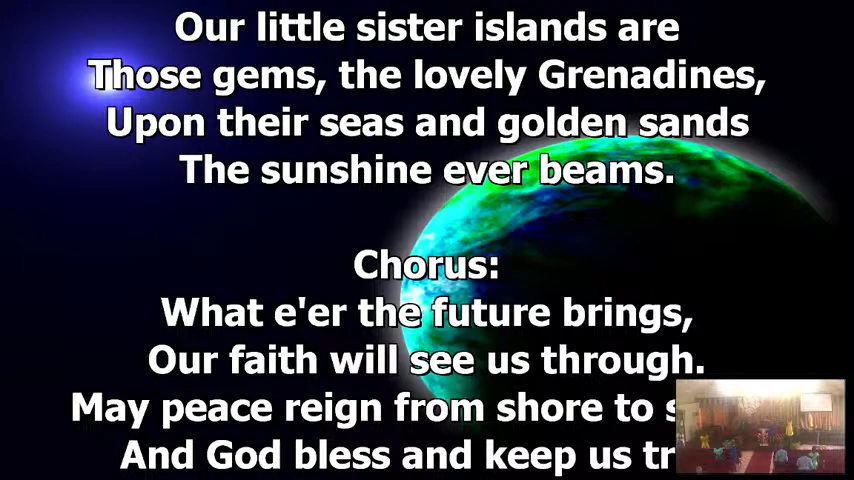 Our little sister islands are
Those gems, the lovely Grenadines,
Upon their seas and golden sands
The sunshine ever beams.
Chorus:
What e'er the future brings,
Our faith will see us through.
May peace reign from shore to
And God bless and keep us